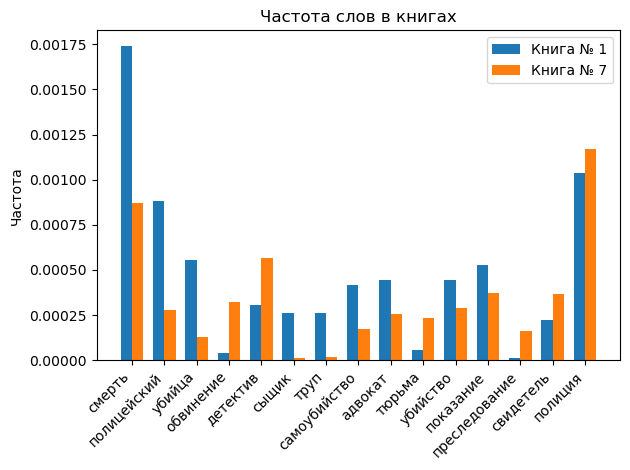 Частота слов в книгах
Книга № 1
Книга № 7
Частота
0.00175
0.00150
0.00125
0.00100
0.00075
0.00050
0.00025
0.00000
смерть
полицейский
убийца
обвинение
детектив
сыщик
труп
самоубийство
адвокат
тюрьма
убийство
показание
преследование
свидетель
полиция